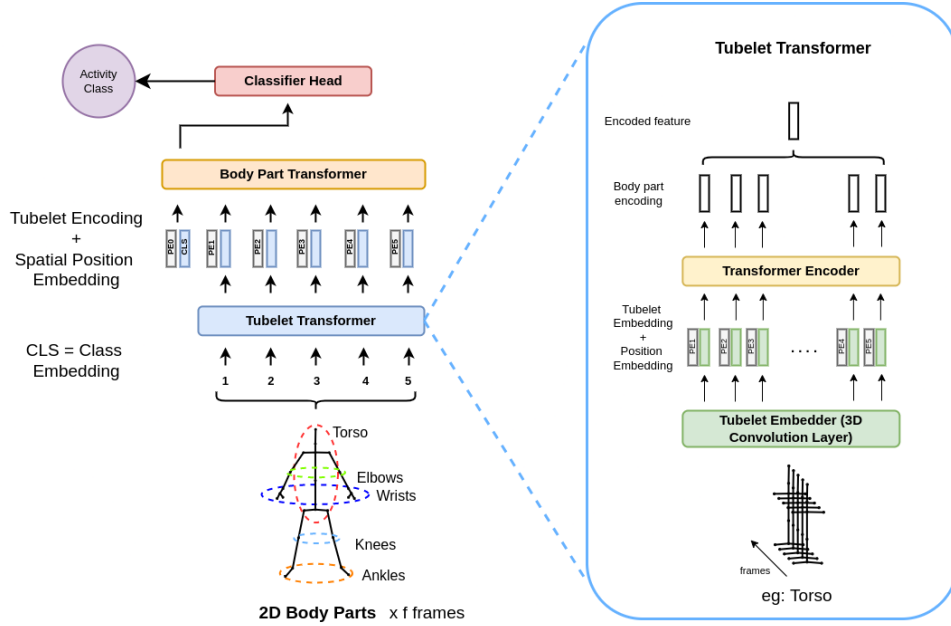 Activity
Class
Classifier Head
Body Part Transformer
Tubelet Encoding
+
Spatial Position
Embedding
PE0
CLS
PE1
PE2
PE3
PE4
PE5
Tubelet Transformer
CLS = Class
Embedding
1
2
3
4
5
Torso
Elbows
Wrists
Knees
Ankles
2D Body Parts x f frames
Tubelet Transformer
Encoded feature
Body part
encoding
Transformer Encoder
Tubelet
Embedding
+
Position
Embedding
PE1
PE2
PE3
....
PE4
PE5
Tubelet Embedder (3D
Convolution Layer)
frames
eg: Torso